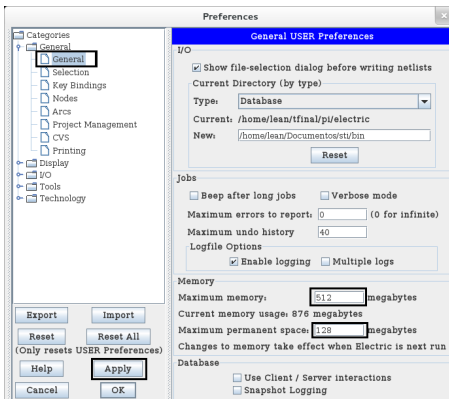 Preferences
Categories
General
General
Selection
Key Bindings
Nodes
Arcs
Project Management
CVS
Printing
Display
I/O
Tools
Technology
Export Import
Reset Reset All
(Only resets USER Preferences)
Help Apply
Cancel OK
General USER Preferences
I/O
Show file-selection dialog before writing netlists
Current Directory (by type)
Type: Database
Current: /home/lean/tfinal/pi/electric
New: /home/lean/Documentos/sti/bin
Reset
Jobs
Beep after long jobs Verbose mode
Maximum errors to report: 0 (0 for infinite)
Maximum undo history 40
Logfile Options
Enable logging Multiple logs
Memory
Maximum memory: 512 megabytes
Current memory usage: 876 megabytes
Maximum permanent space: 128 megabytes
Changes to memory take effect when Electric is next run
Database
Use Client / Server interactions
Snapshot Logging